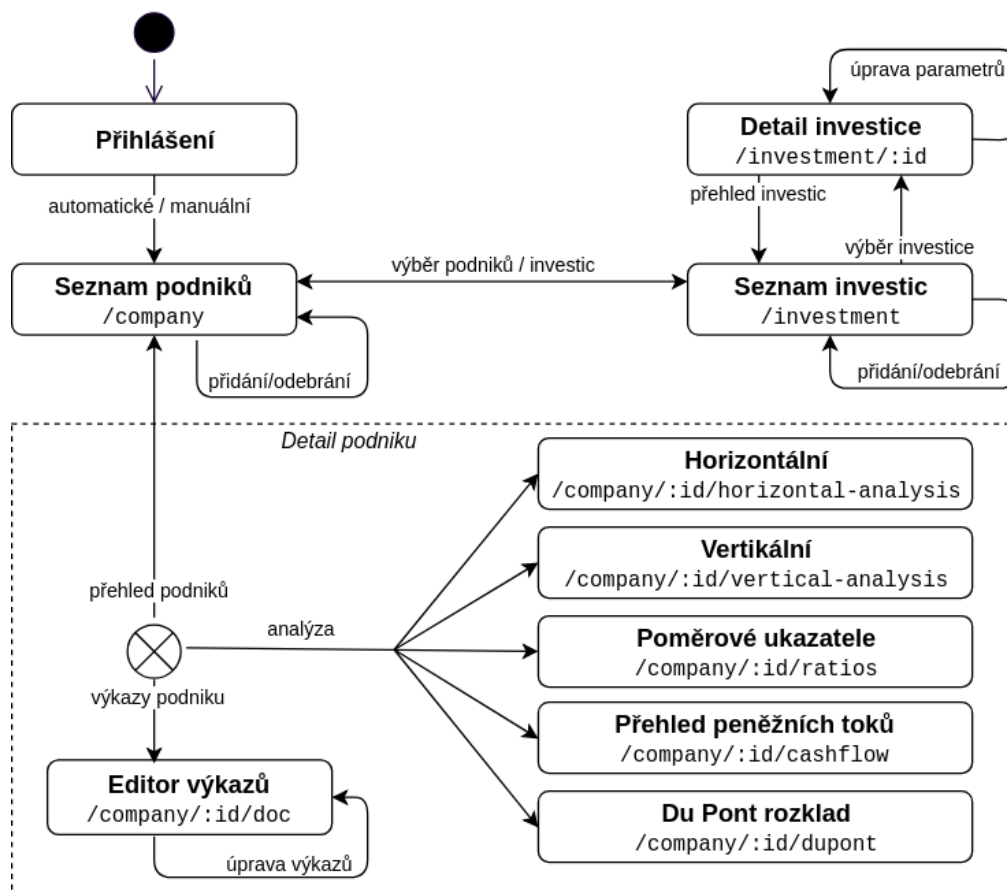 úprava parametrů
Přihlášení
Detail investice
/investment/:id
automatické / manuální
přehled investic
výběr podniků / investic
výběr investice
Seznam podniků
/company
Seznam investic
/investment
přidání/odebrání
přidání/odebrání
Detail podniku
Horizontální
/company/:id/horizontal-analysis
Vertikální
/company/:id/vertical-analysis
přehled podniků
analýza
Poměrové ukazatele
/company/:id/ratios
výkazy podniku
Přehled peněžních toků
/company/:id/cashflow
Editor výkazů
/company/:id/doc
Du Pont rozklad
/company/:id/dupont
úprava výkazů